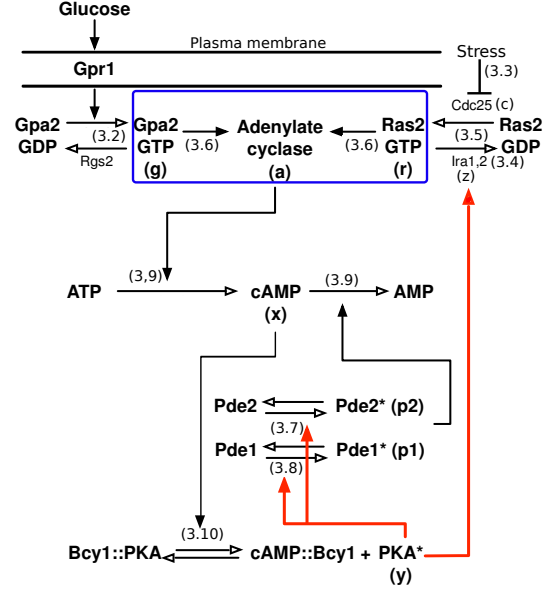 Glucose
Plasma membrane
Stress
Gpr1
(3.3)
Cdc25 (c)
Gpa2
GDP
(3.2)
Rgs2
Gpa2
GTP
(g)
(3.6)
Adenylate
cyclase
(a)
(3.6)
Ras2
GTP
(r)
(3.5)
Ira1,2 (3.4)
(z)
Ras2
GDP
ATP
(3,9)
cAMP
(x)
(3.9)
AMP
Pde2
Pde2* (p2)
(3.7)
Pde1
Pde1* (p1)
(3.8)
(3.10)
Bcy1::PKA
cAMP::Bcy1 + PKA*
(y)